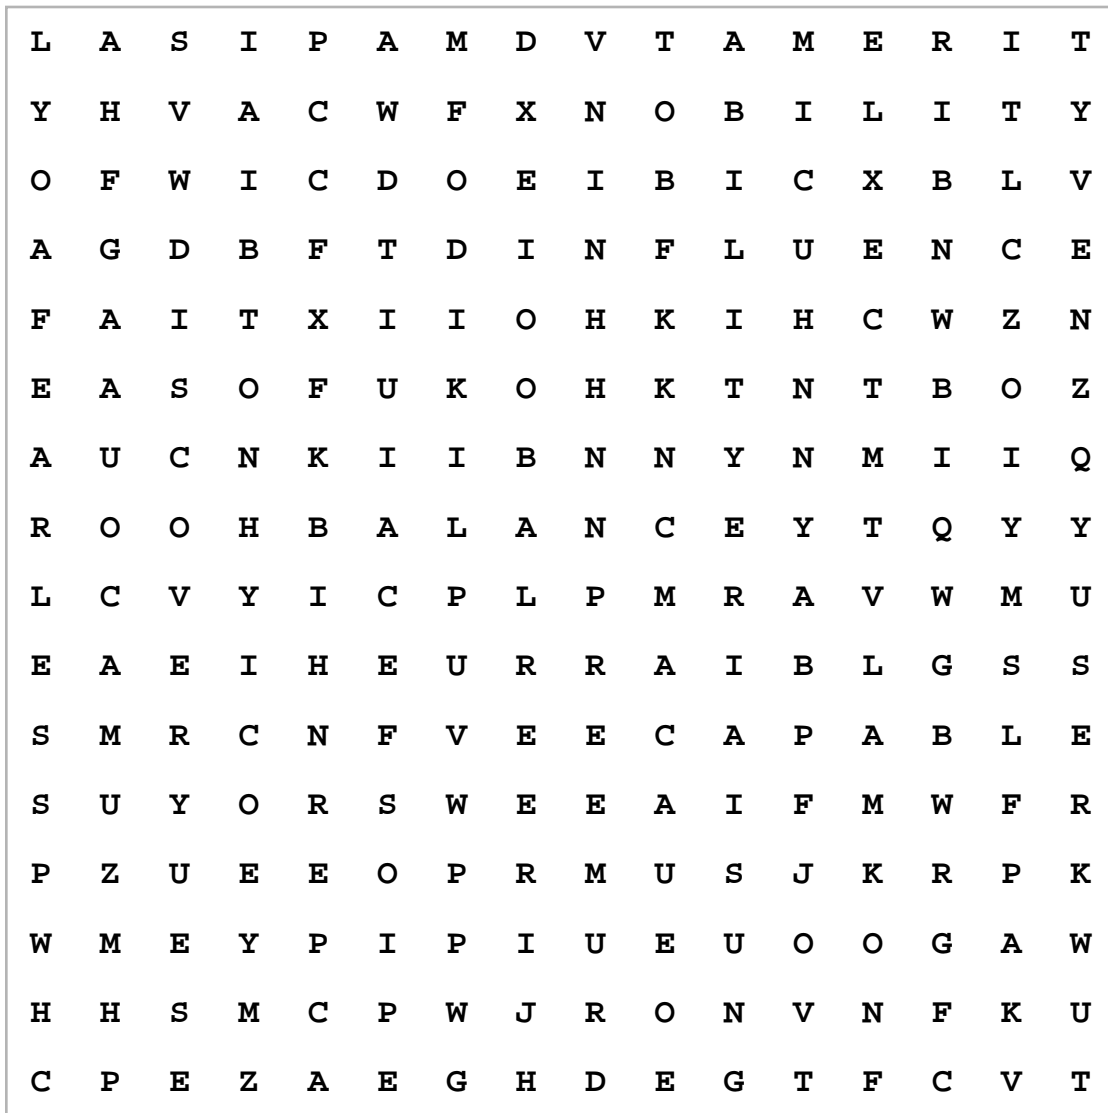 L A S I P A M D V T A M E R I T
Y H V A C W F X N O B I L I T Y
O F W I C D O E I B I C X B L V
A G D B F T D I N F L U E N C E
F A I T X I I O H K I H C W Z N
E A S O F U K O H K T N T B O Z
A U C N K I I B N N Y N M I I Q
R O O H B A L A N C E Y T Q Y Y
L C V Y I C P L P M R A V W M U
E A E I H E U R R A I B L G S S
S M R C N F V E E C A P A B L E
S U Y O R S W E E A I F M W F R
P Z U E E O P R M U S J K R P K
W M E Y P I P I U E U O O G A W
H H S M C P W J R O N V N F K U
C P E Z A E G H D E G T F C V T